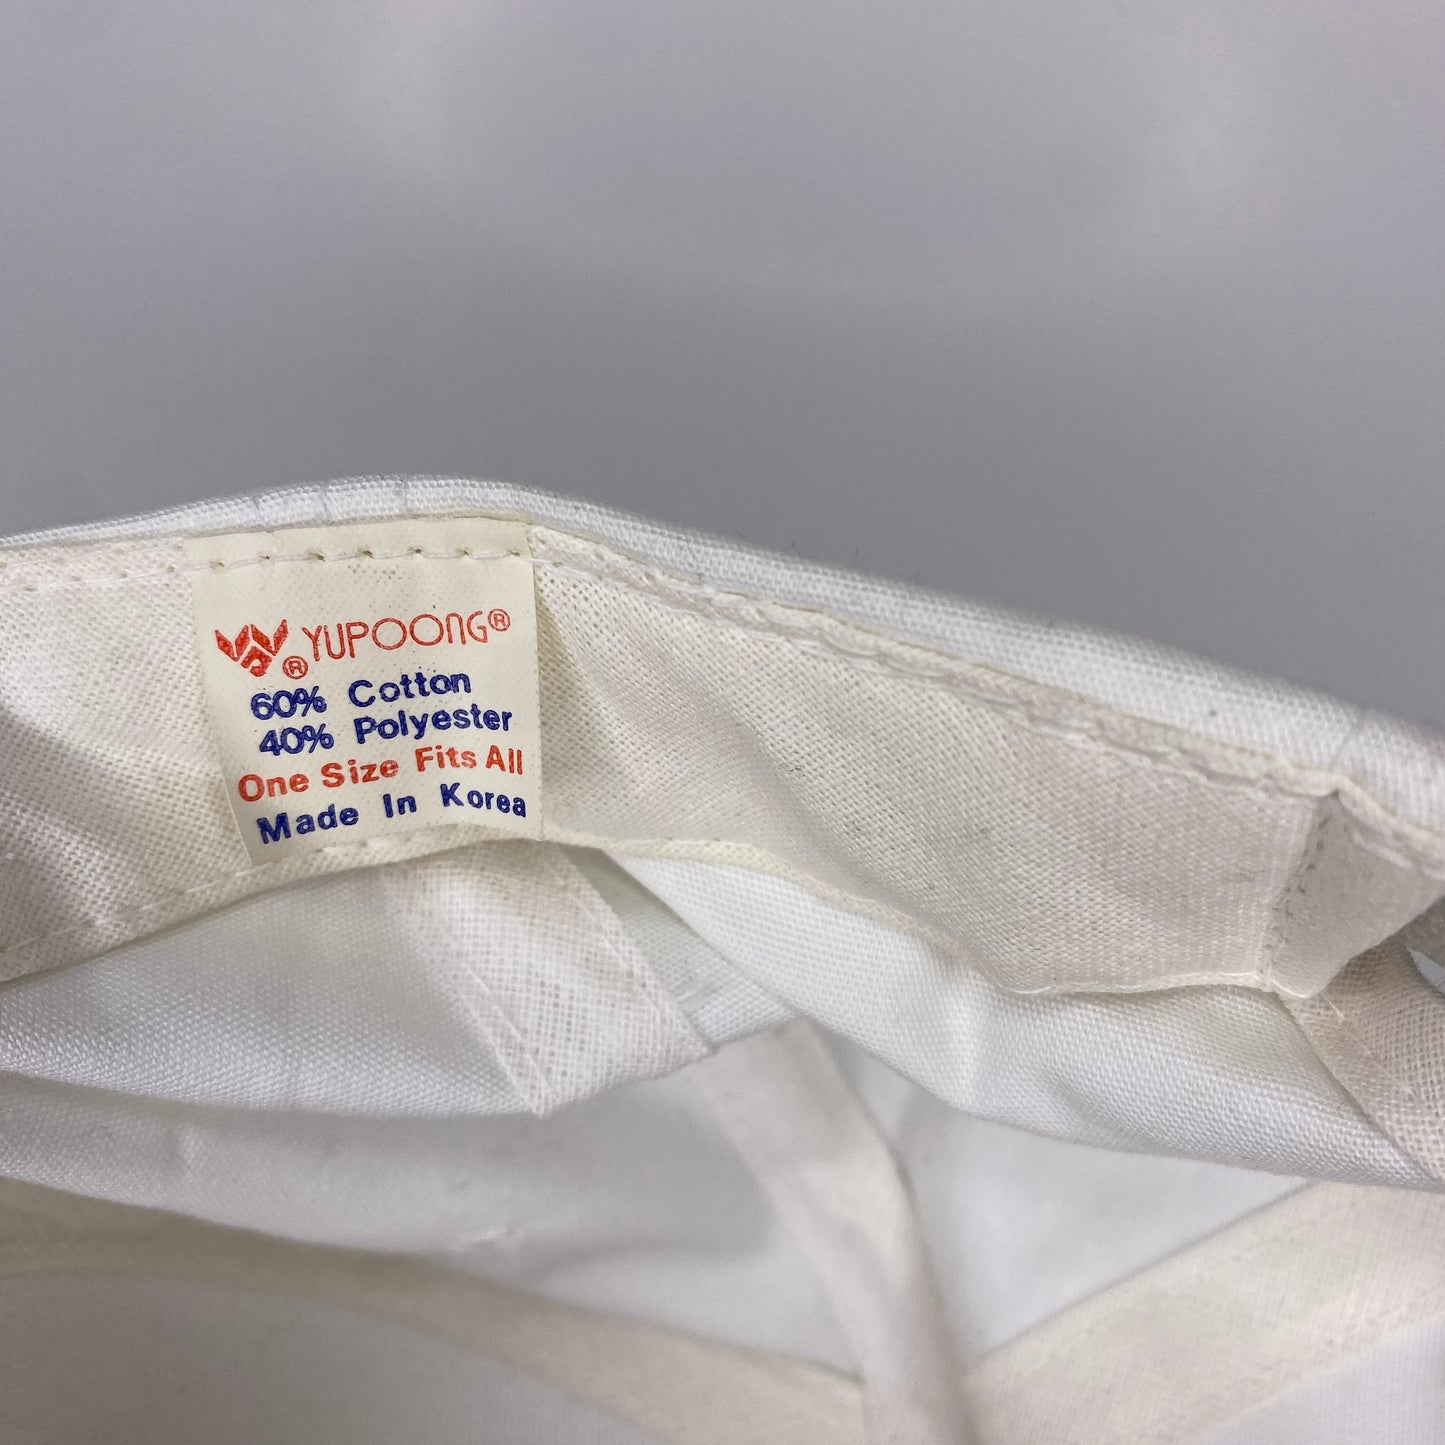 ® YUPOONG®
60% Cotton
40% Polyester
One Size Fits All
Made In Korea